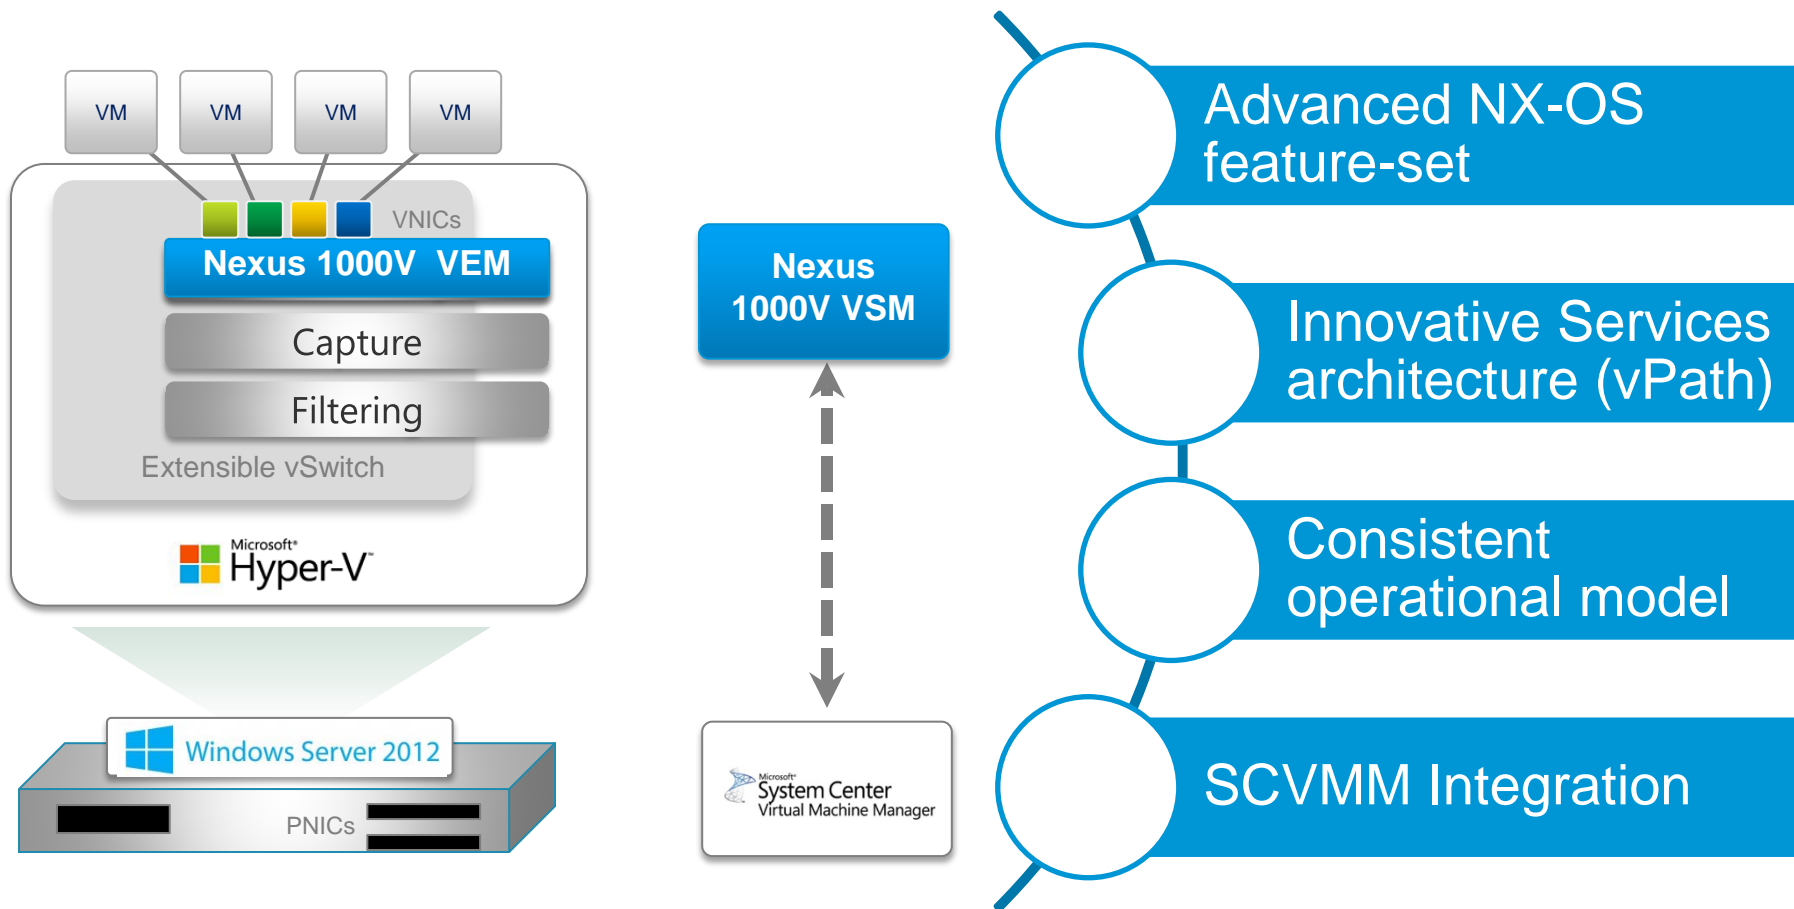 VM
VM
VM
VM
VNICs
Nexus 1000V VEM
Capture
Filtering
Extensible vSwitch
Microsoft®
Hyper-V™
Windows Server 2012
PNICs
Nexus
1000V VSM
Microsoft®
System Center
Virtual Machine Manager
Advanced NX-OS
feature-set
Innovative Services
architecture (vPath)
Consistent
operational model
SCVMM Integration